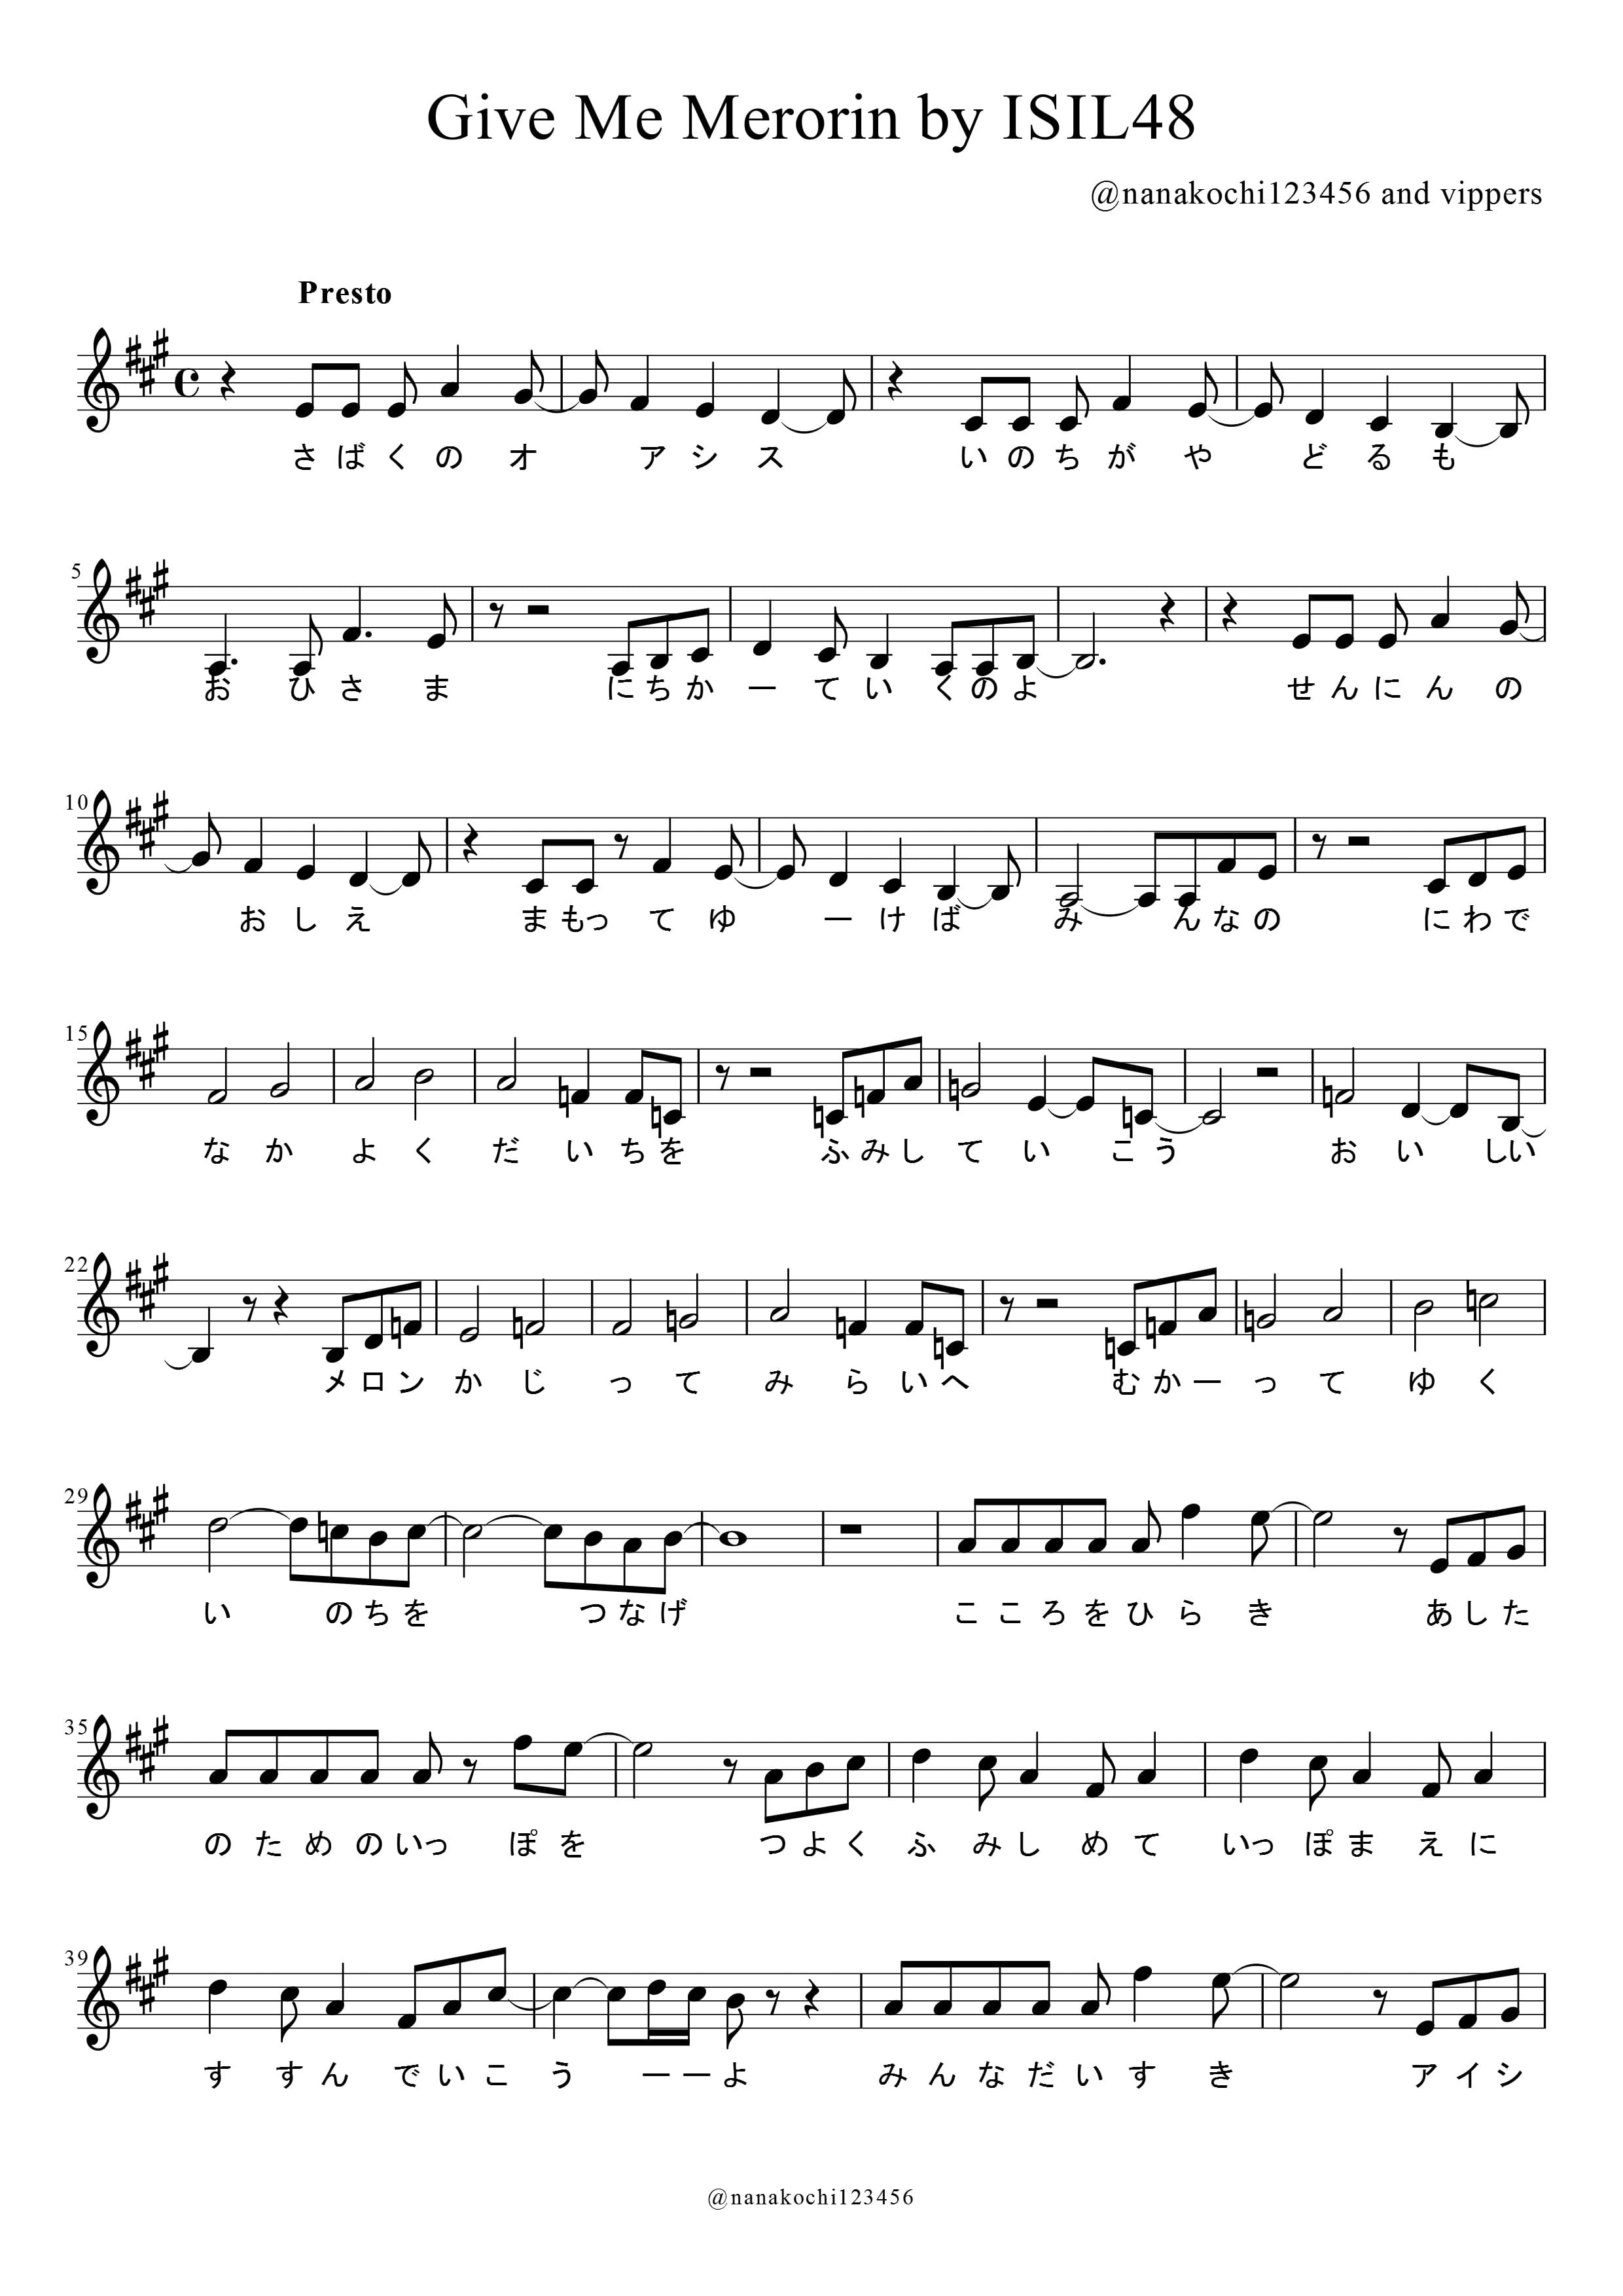 Give Me Merorin by ISIL48
@nanakochi123456 and vippers
Presto
さばくのオアシスいのちがやどるも
5
おひさまにちかーていくのよせんにんの
10
おしえまもってゆーけばみんなのにわで
15
なかよくだいちをふみしていこうおいしい
22
メロンかじってみらいへむかーってゆく
29
いのちをつなげこころをひらきあした
35
のためのいっぽをつよくふみしめていっぽまえに
39
すすんでいこうーーよみんなだいすきアイシ
@nanakochi123456